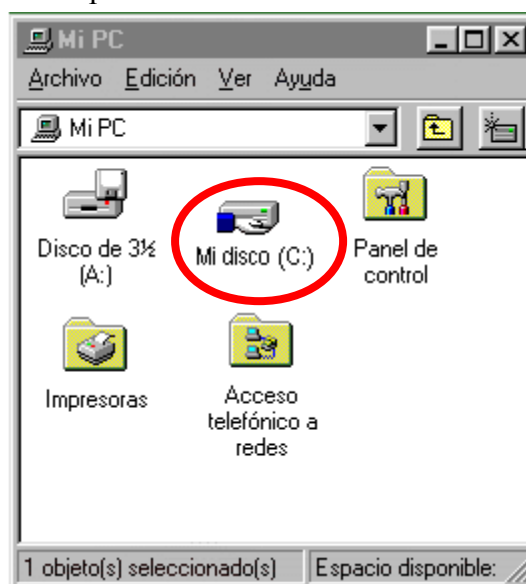 Mi PC
Archivo Edición Ver Ayuda
Mi PC
Disco de 3½
(A:)
Mi disco (C:)
Panel de
control
Impresoras
Acceso
telefónico a
redes
1 objeto(s) seleccionado(s) Espacio disponible: